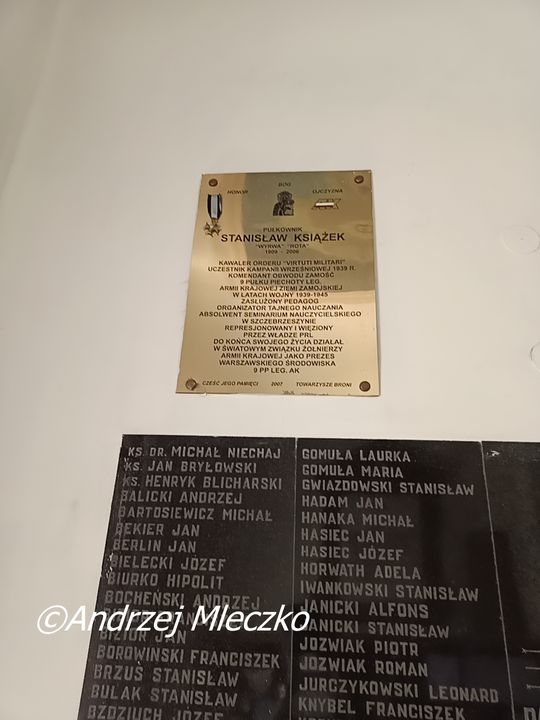 BÓG
HONOR OJCZYZNA
PUŁKOWNIK
STANISŁAW KSIĄŻEK
"WYRWA" "ROTA"
1909 - 2006
KAWALER ORDERU "VIRTUTI MILITARI"
UCZESTNIK KAMPANII WRZEŚNIOWEJ 1939 R.
KOMENDANT OBWODU ZAMOŚĆ
9 PUŁKU PIECHOTY LEG.
ARMII KRAJOWEJ ZIEMI ZAMOJSKIEJ
W LATACH WOJNY 1939-1945
ZASŁUŻONY PEDAGOG
ORGANIZATOR TAJNEGO NAUCZANIA
ABSOLWENT SEMINARIUM NAUCZYCIELSKIEGO
W SZCZEBRZESZYNIE
REPRESJONOWANY I WIĘZIONY
PRZEZ WŁADZE PRL
DO KOŃCA SWOJEGO ŻYCIA DZIAŁAŁ
W ŚWIATOWYM ZWIĄZKU ŻOŁNIERZY
ARMII KRAJOWEJ JAKO PREZES
WARSZAWSKIEGO ŚRODOWISKA
9 PP LEG. AK
CZEŚĆ JEGO PAMIĘCI 2007 TOWARZYSZE BRONI
KS. DR. MICHAŁ NIECHAJ
KS. JAN BRYŁOWSKI
KS. HENRYK BLICHARSKI
BALICKI ANDRZEJ
BARTOSIEWICZ MICHAŁ
BEKIER JAN
BERLIN JAN
BIELECKI JÓZEF
BIURKO HIPOLIT
BOCHEŃSKI ANDRZEJ
BIZIOR JAN
BOROWIŃSKI FRANCISZEK
BRZUŚ STANISŁAW
BULAK STANISŁAW
BŹDZIUCH JÓZEF
GOMUŁA LAURKA
GOMUŁA MARIA
GWIAZDOWSKI STANISŁAW
HADAM JAN
HANAKA MICHAŁ
HASIEC JAN
HASIEC JÓZEF
HORWATH ADELA
IWANKOWSKI STANISŁAW
JANICKI ALFONS
JANICKI STANISŁAW
JOZWIAK PIOTR
JOZWIAK ROMAN
JURCZYKOWSKI LEONARD
KNYBEL FRANCISZEK
©Andrzej Mleczko